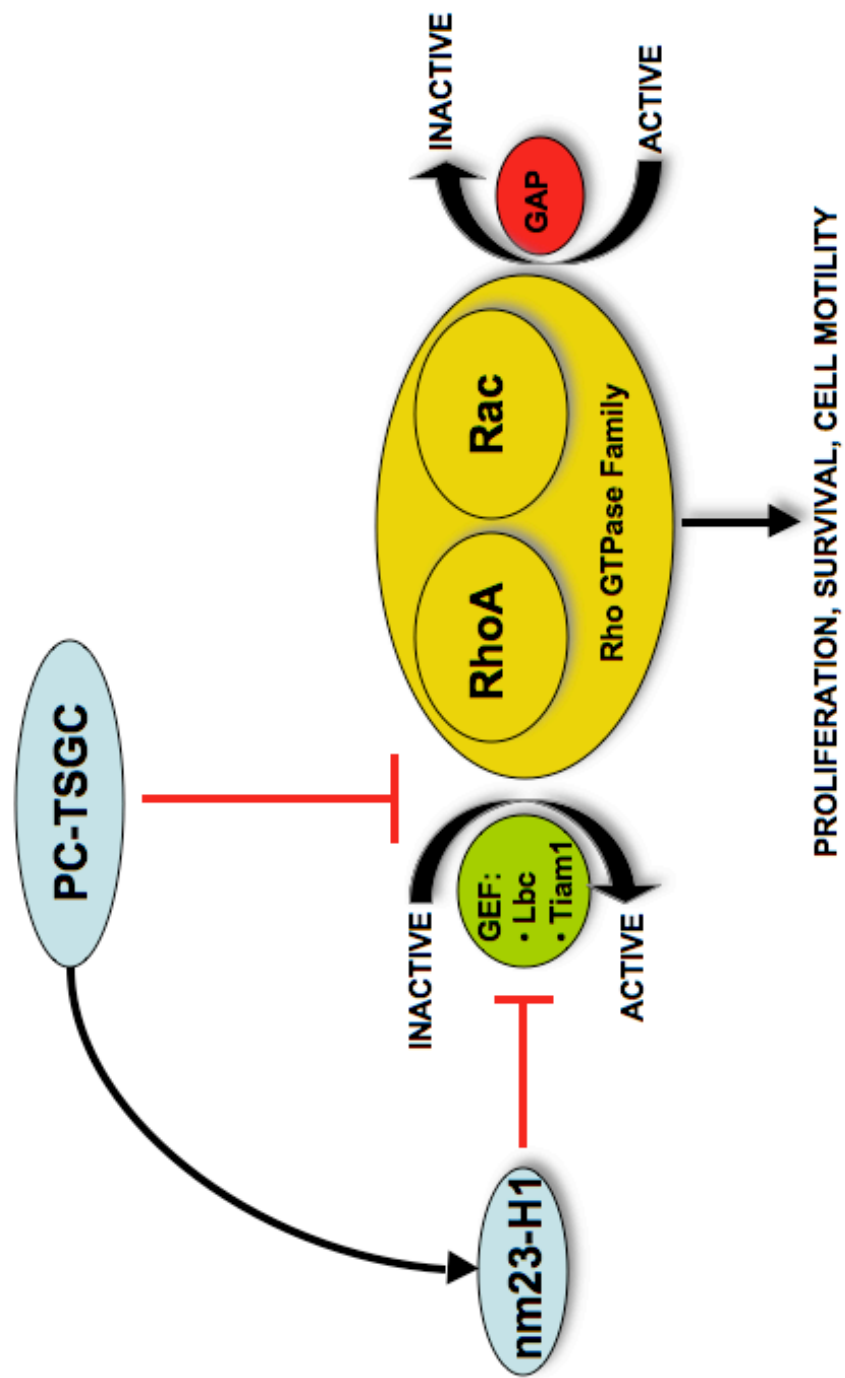 PC-TSGC
nm23-H1
INACTIVE
GEF:
• Lbc
• Tiam1
ACTIVE
RhoA
Rac
Rho GTPase Family
INACTIVE
GAP
ACTIVE
PROLIFERATION, SURVIVAL, CELL MOTILITY